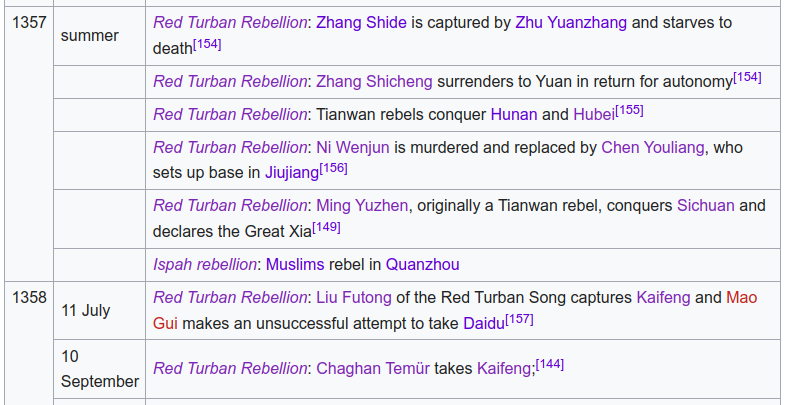 1357
summer
Red Turban Rebellion: Zhang Shide is captured by Zhu Yuanzhang and starves to
death[154]
Red Turban Rebellion: Zhang Shicheng surrenders to Yuan in return for autonomy[154]
Red Turban Rebellion: Tianwan rebels conquer Hunan and Hubei[155]
Red Turban Rebellion: Ni Wenjun is murdered and replaced by Chen Youliang, who
sets up base in Jiujiang[156]
Red Turban Rebellion: Ming Yuzhen, originally a Tianwan rebel, conquers Sichuan and
declares the Great Xia[149]
Ispah rebellion: Muslims rebel in Quanzhou
1358
11 July
Red Turban Rebellion: Liu Futong of the Red Turban Song captures Kaifeng and Mao
Gui makes an unsuccessful attempt to take Daidu[157]
10
September
Red Turban Rebellion: Chaghan Temür takes Kaifeng;[144]